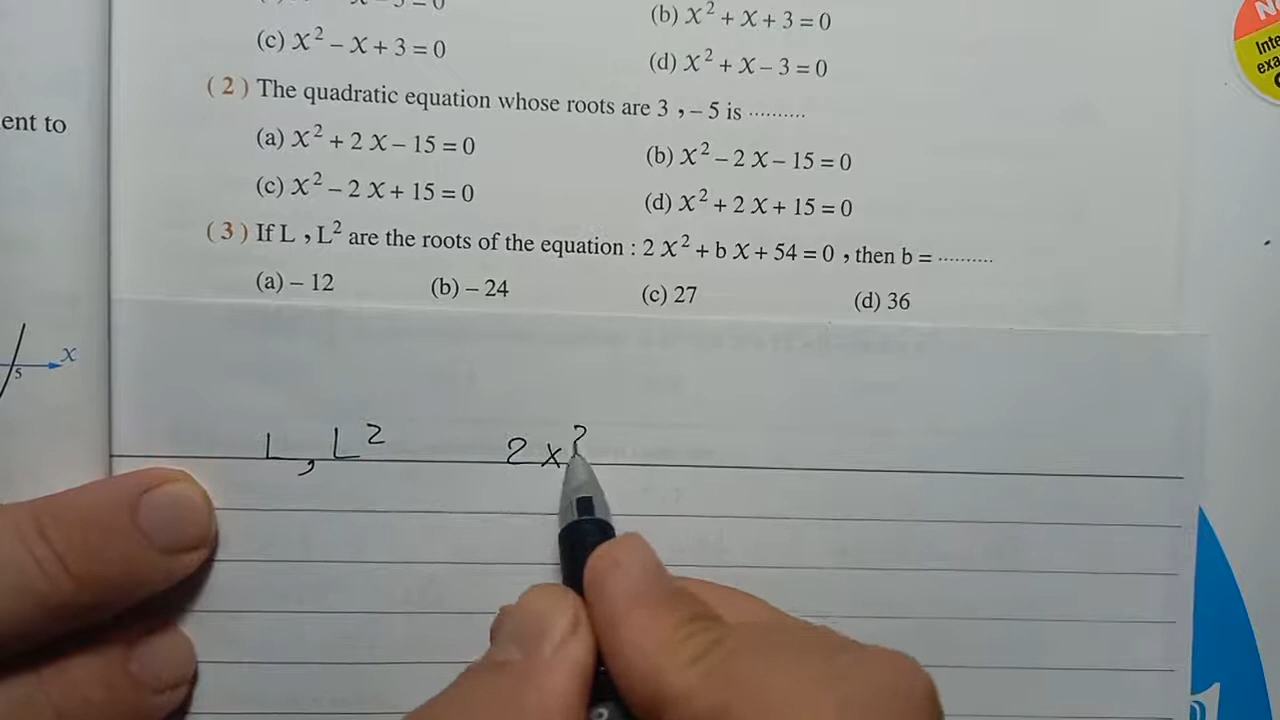 (b) x² + x + 3 = 0
(c) x² – x + 3 = 0
(d) x² + x – 3 = 0
(2) The quadratic equation whose roots are 3 , – 5 is ..........
(a) x² + 2 x – 15 = 0
(b) x² – 2 x – 15 = 0
(c) x² – 2 x + 15 = 0
(d) x² + 2 x + 15 = 0
(3) If L , L² are the roots of the equation : 2 x² + b x + 54 = 0 , then b = ..........
(a) – 12 (b) – 24 (c) 27 (d) 36
ent to
x
5
L, L² 2x²